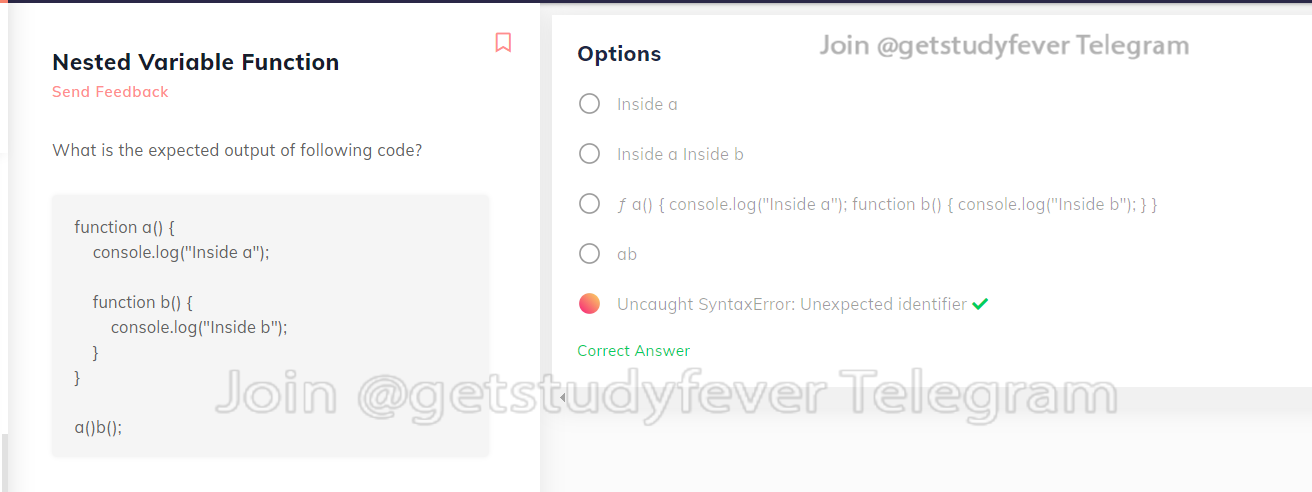 Nested Variable Function
Send Feedback
What is the expected output of following code?
function a() {
console.log("Inside a");
function b() {
console.log("Inside b");
}
}
a()b();
Options
Join @getstudyfever Telegram
Inside a
Inside a Inside b
ƒ a() { console.log("Inside a"); function b() { console.log("Inside b"); } }
ab
Uncaught SyntaxError: Unexpected identifier
Correct Answer
Join @getstudyfever Telegram